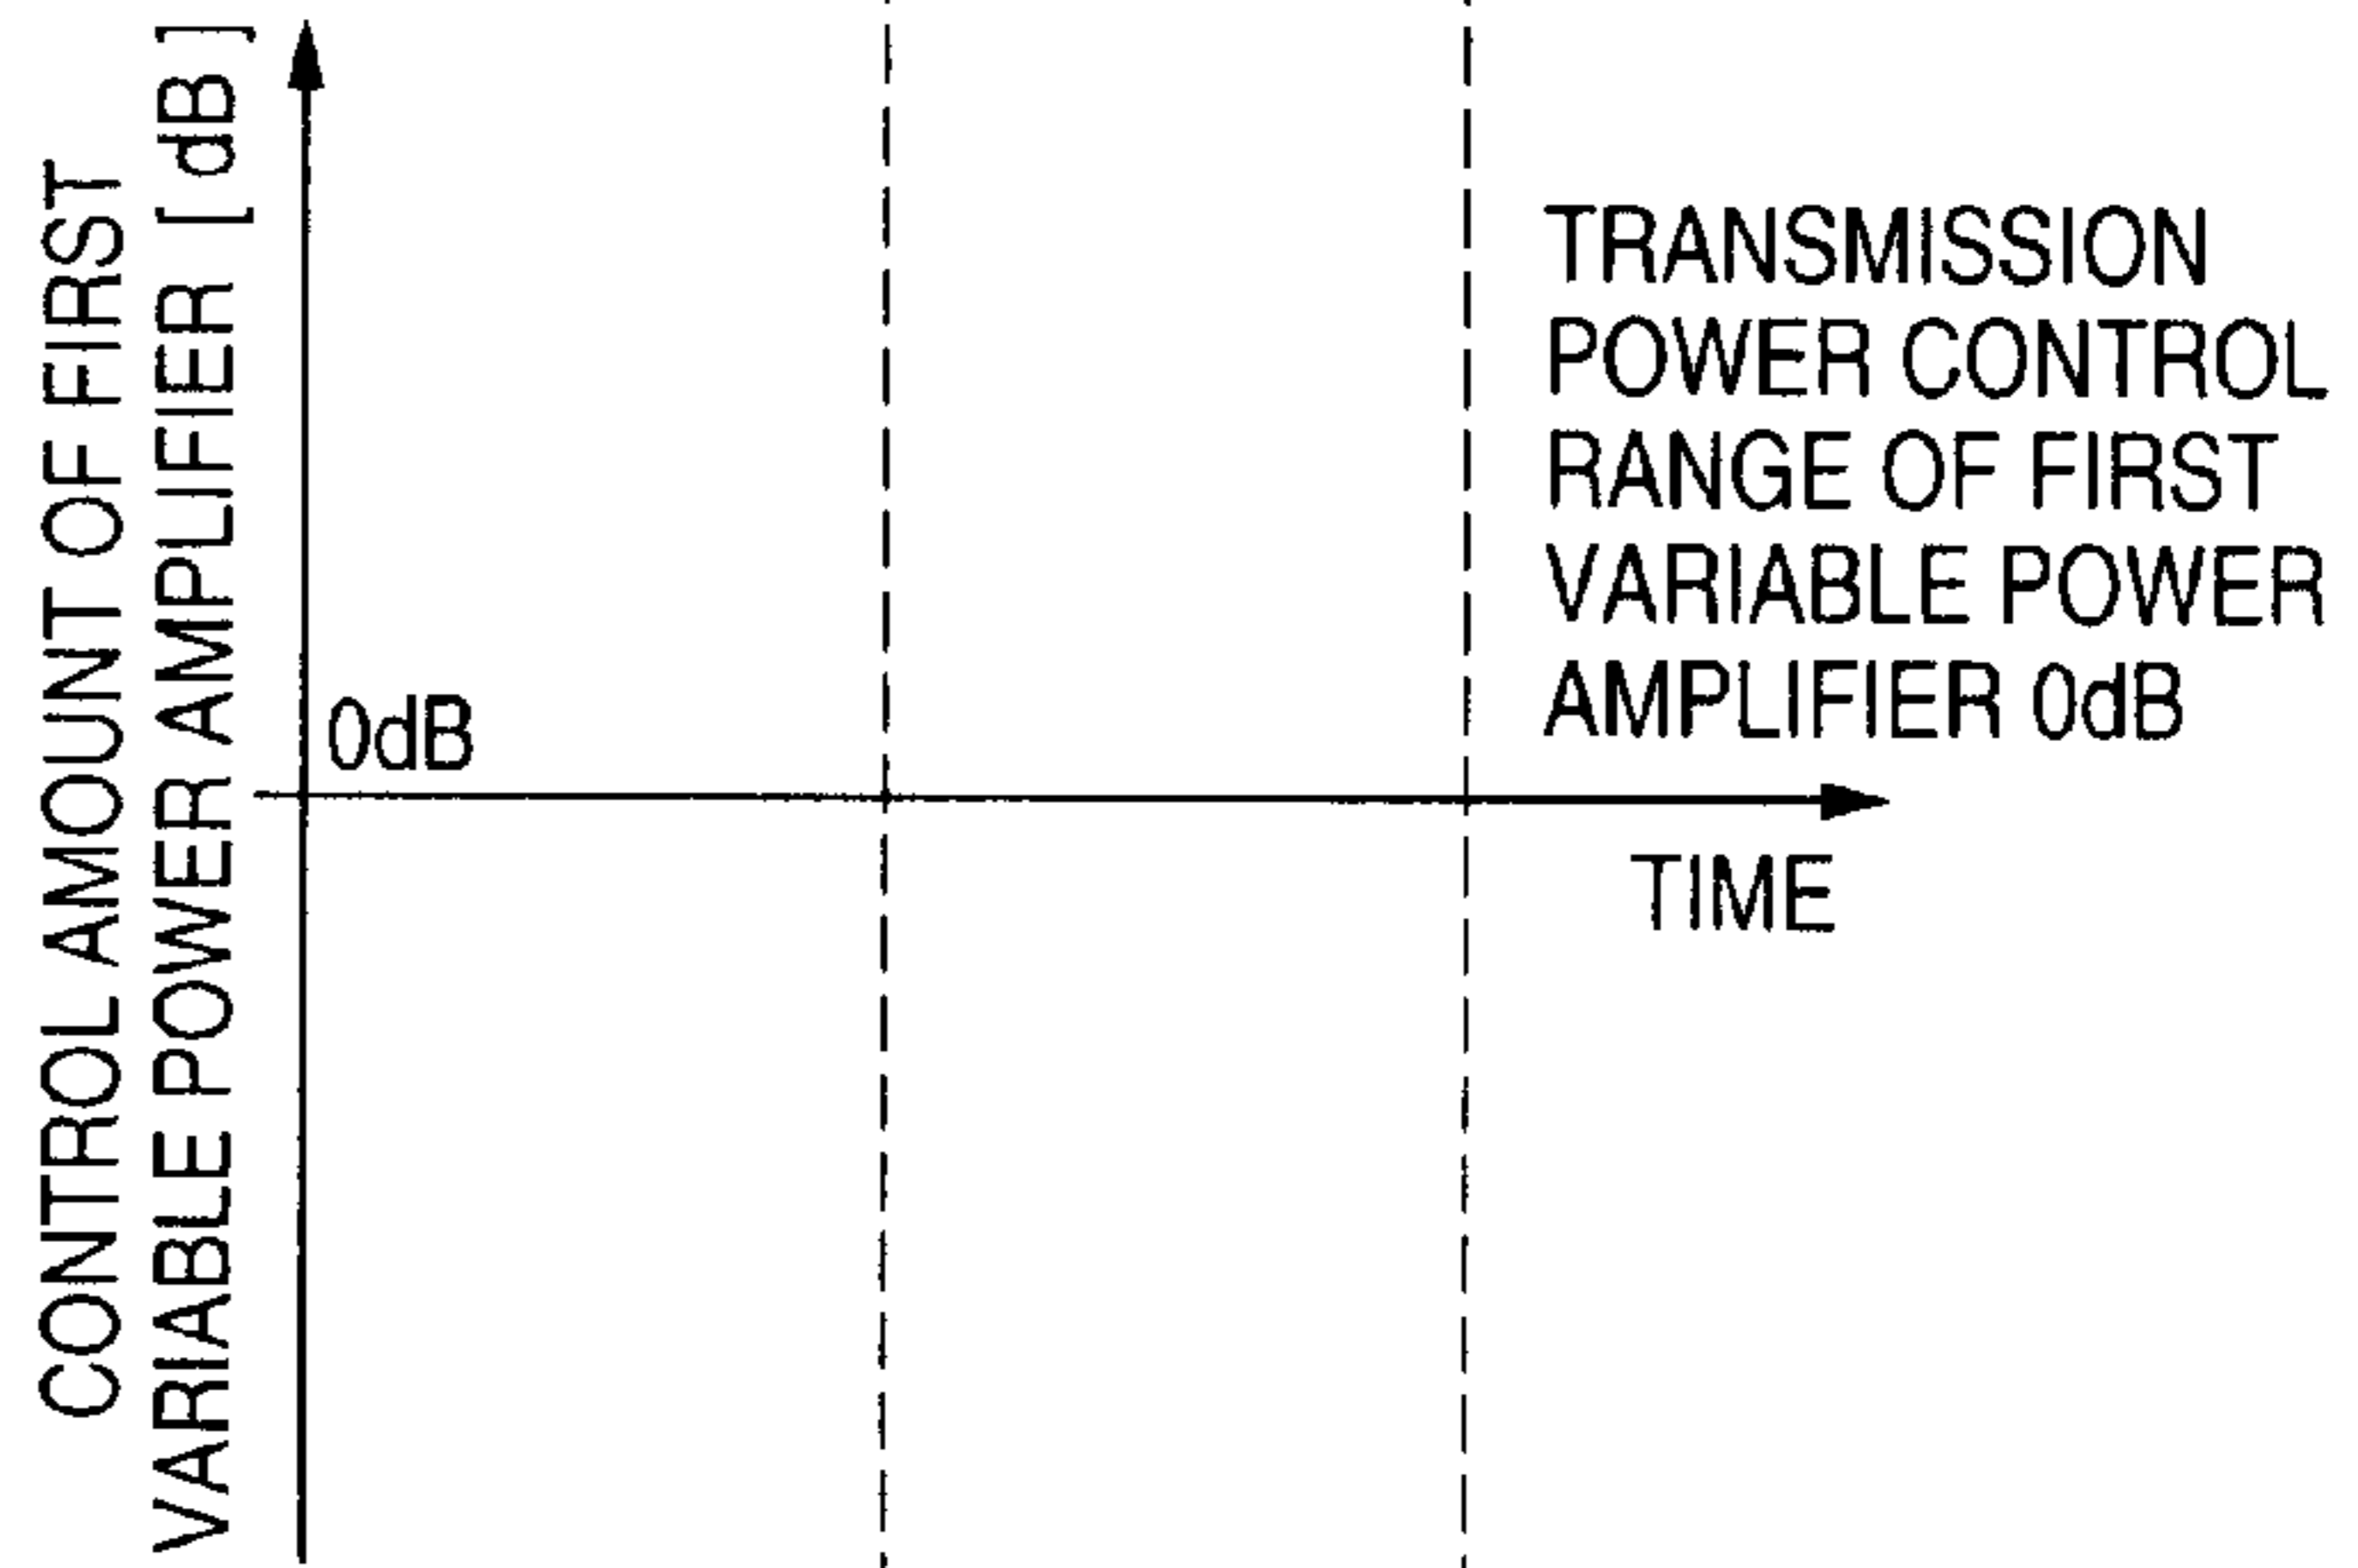 CONTROL AMOUNT OF FIRST
VARIABLE POWER AMPLIFIER [ dB ]
0dB
TRANSMISSION
POWER CONTROL
RANGE OF FIRST
VARIABLE POWER
AMPLIFIER 0dB
TIME